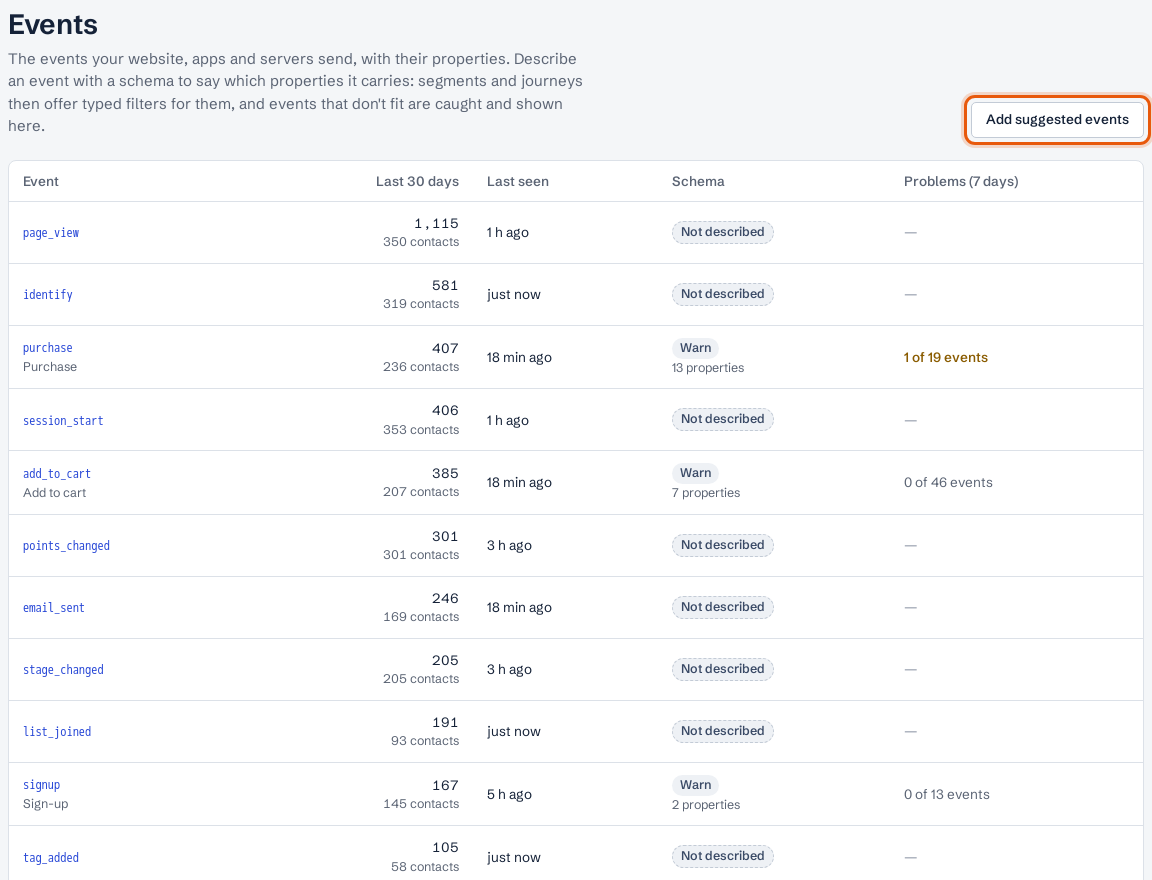 Events
The events your website, apps and servers send, with their properties. Describe
an event with a schema to say which properties it carries: segments and journeys
then offer typed filters for them, and events that don't fit are caught and shown
here.
Add suggested events
Event Last 30 days Last seen Schema Problems (7 days)
page_view 1,115 350 contacts 1 h ago Not described —
identify 581 319 contacts just now Not described —
purchase Purchase 407 236 contacts 18 min ago Warn 13 properties 1 of 19 events
session_start 406 353 contacts 1 h ago Not described —
add_to_cart Add to cart 385 207 contacts 18 min ago Warn 7 properties 0 of 46 events
points_changed 301 301 contacts 3 h ago Not described —
email_sent 246 169 contacts 18 min ago Not described —
stage_changed 205 205 contacts 3 h ago Not described —
list_joined 191 93 contacts just now Not described —
signup Sign-up 167 145 contacts 5 h ago Warn 2 properties 0 of 13 events
tag_added 105 58 contacts just now Not described —